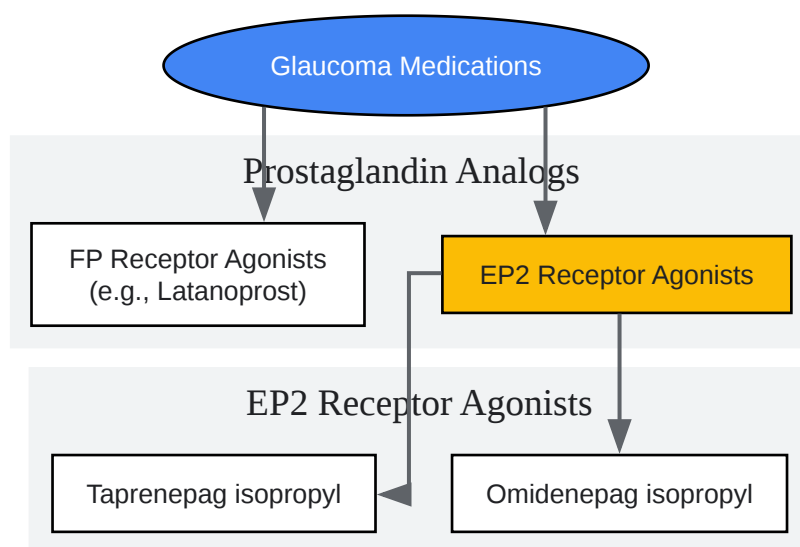 Glaucoma Medications
Prostaglandin Analogs
FP Receptor Agonists
(e.g., Latanoprost)
EP2 Receptor Agonists
EP2 Receptor Agonists
Taprenepag isopropyl
Omidenepag isopropyl